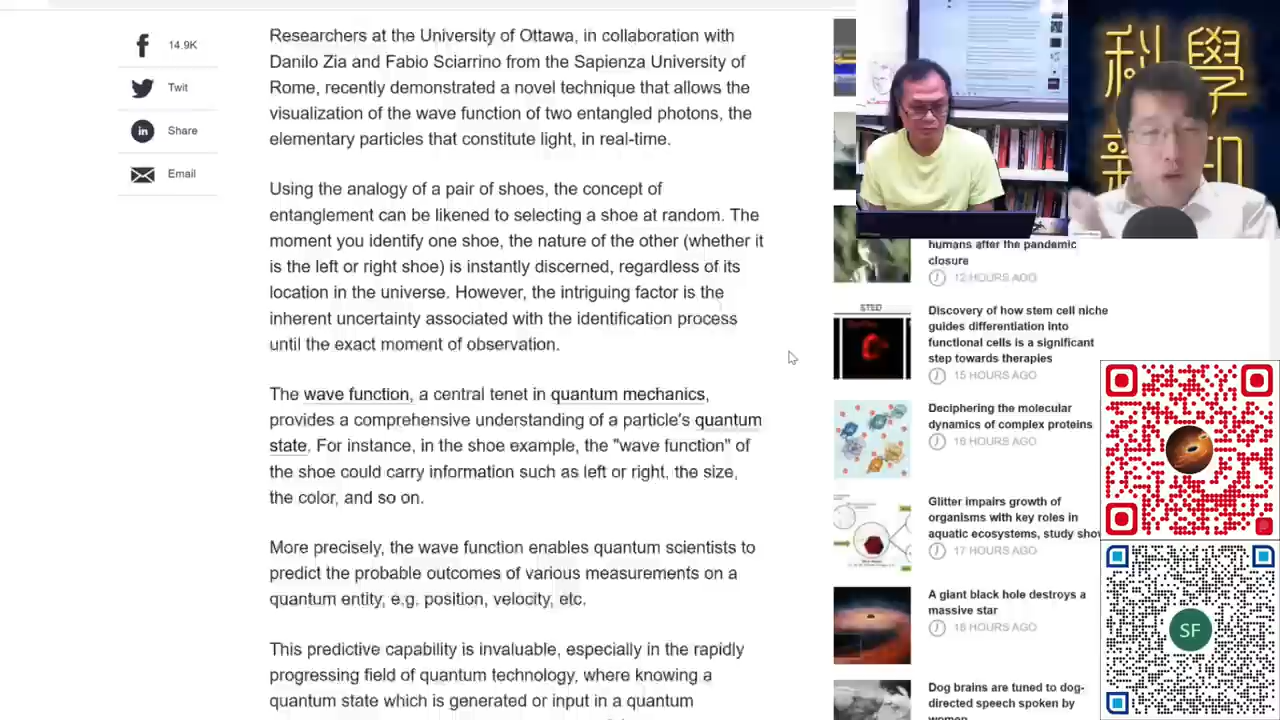 14.9K
Twit
Share
Email
Researchers at the University of Ottawa, in collaboration with
Danilo Zia and Fabio Sciarrino from the Sapienza University of
Rome, recently demonstrated a novel technique that allows the
visualization of the wave function of two entangled photons, the
elementary particles that constitute light, in real-time.
Using the analogy of a pair of shoes, the concept of
entanglement can be likened to selecting a shoe at random. The
moment you identify one shoe, the nature of the other (whether it
is the left or right shoe) is instantly discerned, regardless of its
location in the universe. However, the intriguing factor is the
inherent uncertainty associated with the identification process
until the exact moment of observation.
The wave function, a central tenet in quantum mechanics,
provides a comprehensive understanding of a particle's quantum
state. For instance, in the shoe example, the "wave function" of
the shoe could carry information such as left or right, the size,
the color, and so on.
More precisely, the wave function enables quantum scientists to
predict the probable outcomes of various measurements on a
quantum entity, e.g. position, velocity, etc.
This predictive capability is invaluable, especially in the rapidly
progressing field of quantum technology, where knowing a
quantum state which is generated or input in a quantum
科學
新知
humans after the pandemic
closure
12 HOURS AGO
STED
Discovery of how stem cell niche
guides differentiation into
functional cells is a significant
step towards therapies
15 HOURS AGO
Deciphering the molecular
dynamics of complex proteins
16 HOURS AGO
Glitter impairs growth of
organisms with key roles in
aquatic ecosystems, study sho
17 HOURS AGO
A giant black hole destroys a
massive star
18 HOURS AGO
Dog brains are tuned to dog-
directed speech spoken by
women
SF